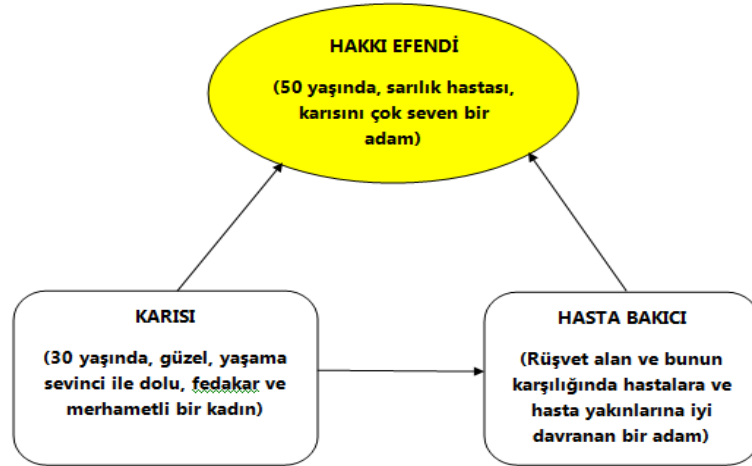 HAKKI EFENDİ
(50 yaşında, sarılık hastası,
karısını çok seven bir
adam)
KARISI
(30 yaşında, güzel, yaşama
sevinci ile dolu, fedakar ve
merhametli bir kadın)
HASTA BAKICI
(Rüşvet alan ve bunun
karşılığında hastalara ve
hasta yakınlarına iyi
davranan bir adam)